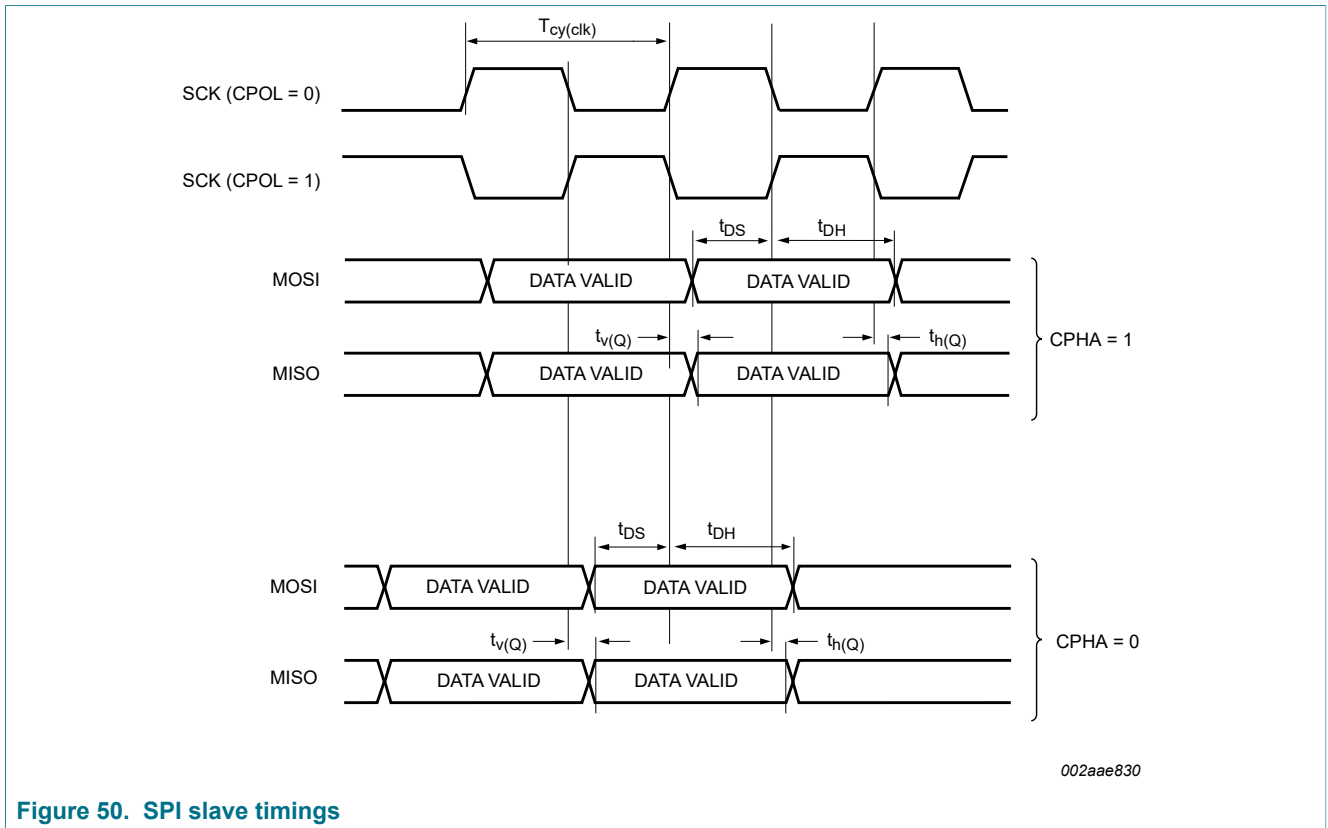 Tcy(clk)
SCK (CPOL = 0)
SCK (CPOL = 1)
tDS tDH
MOSI DATA VALID DATA VALID
tv(Q) th(Q) CPHA = 1
MISO DATA VALID DATA VALID
tDS tDH
MOSI DATA VALID DATA VALID
tv(Q) th(Q) CPHA = 0
MISO DATA VALID DATA VALID
002aae830
Figure 50. SPI slave timings